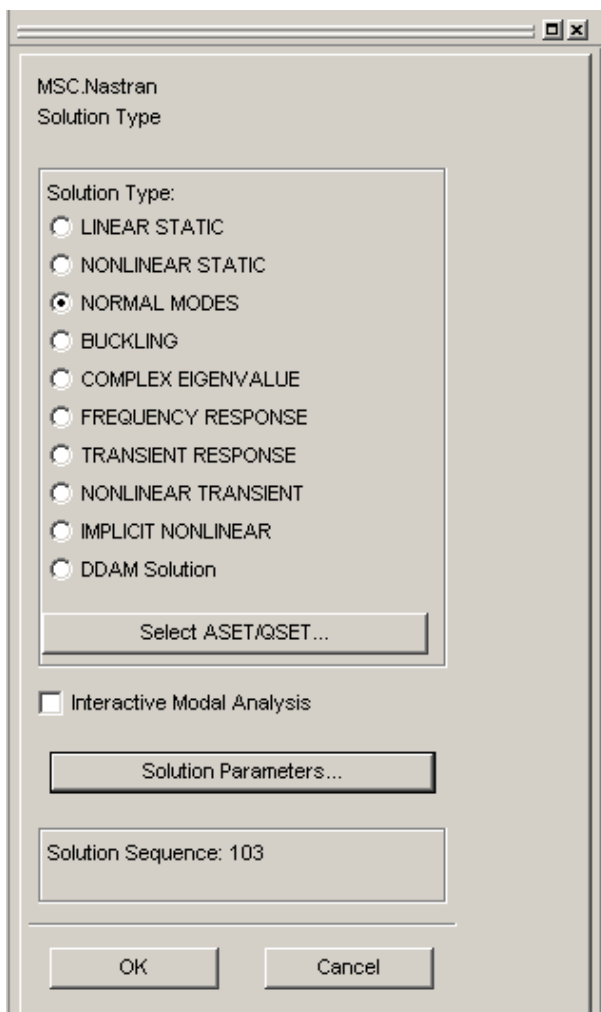 MSC.Nastran
Solution Type
Solution Type:
LINEAR STATIC
NONLINEAR STATIC
NORMAL MODES
BUCKLING
COMPLEX EIGENVALUE
FREQUENCY RESPONSE
TRANSIENT RESPONSE
NONLINEAR TRANSIENT
IMPLICIT NONLINEAR
DDAM Solution
Select ASET/QSET...
Interactive Modal Analysis
Solution Parameters...
Solution Sequence: 103
OK Cancel